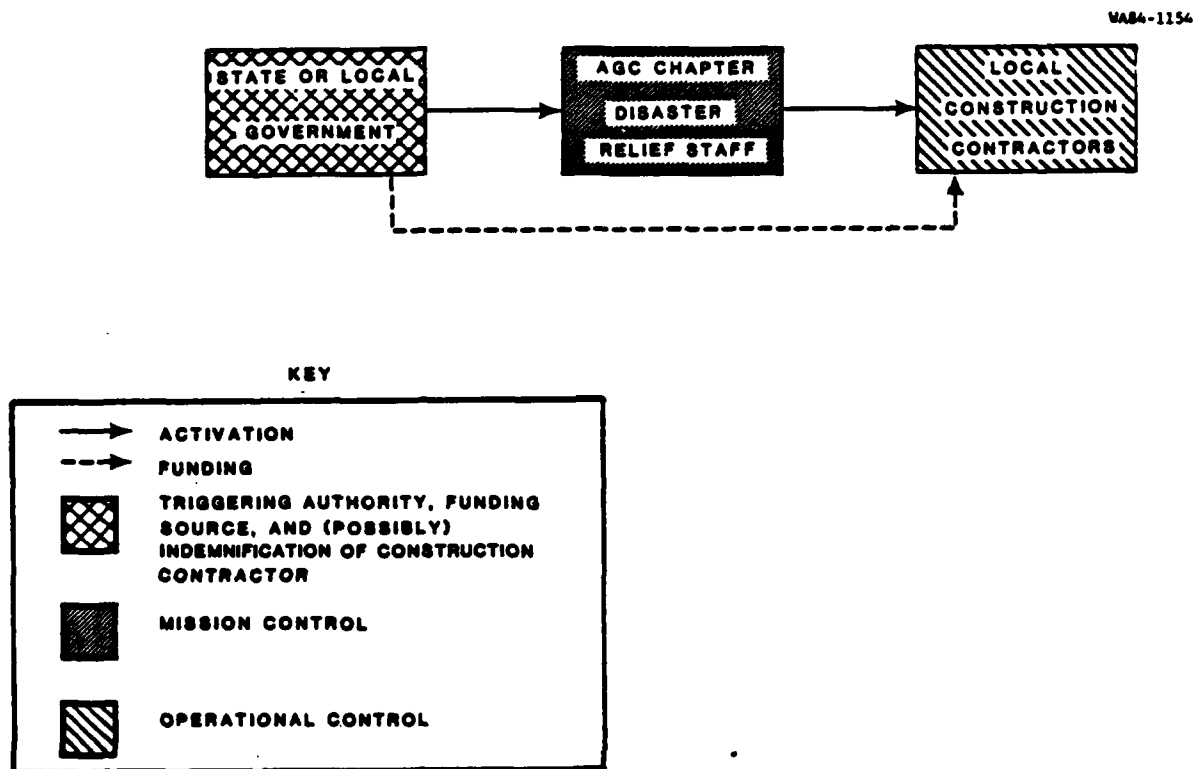 WA84-1154
STATE OR LOCAL
GOVERNMENT
AGC CHAPTER
DISASTER
RELIEF STAFF
LOCAL
CONSTRUCTION
CONTRACTORS
KEY
ACTIVATION
FUNDING
TRIGGERING AUTHORITY, FUNDING
SOURCE, AND (POSSIBLY)
INDEMNIFICATION OF CONSTRUCTION
CONTRACTOR
MISSION CONTROL
OPERATIONAL CONTROL